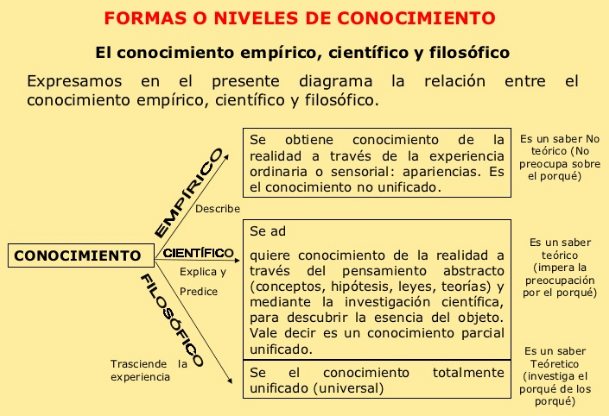 FORMAS O NIVELES DE CONOCIMIENTO
El conocimiento empírico, científico y filosófico
Expresamos en el presente diagrama la relación entre el
conocimiento empírico, científico y filosófico.
CONOCIMIENTO
EMPÍRICO
Describe
Se obtiene conocimiento de la
realidad a través de la experiencia
ordinaria o sensorial: apariencias. Es
el conocimiento no unificado.
Es un saber No
teórico (No
preocupa sobre
el porqué)
CIENTÍFICO
Explica y
Predice
Se ad
quiere conocimiento de la realidad a
través del pensamiento abstracto
(conceptos, hipótesis, leyes, teorías) y
mediante la investigación científica,
para descubrir la esencia del objeto.
Vale decir es un conocimiento parcial
unificado.
Es un saber
teórico
(impera la
preocupación
por el porqué)
FILOSÓFICO
Trasciende la
experiencia
Se el conocimiento totalmente
unificado (universal)
Es un saber
Teóretico
(investiga el
porqué de los
porqué)